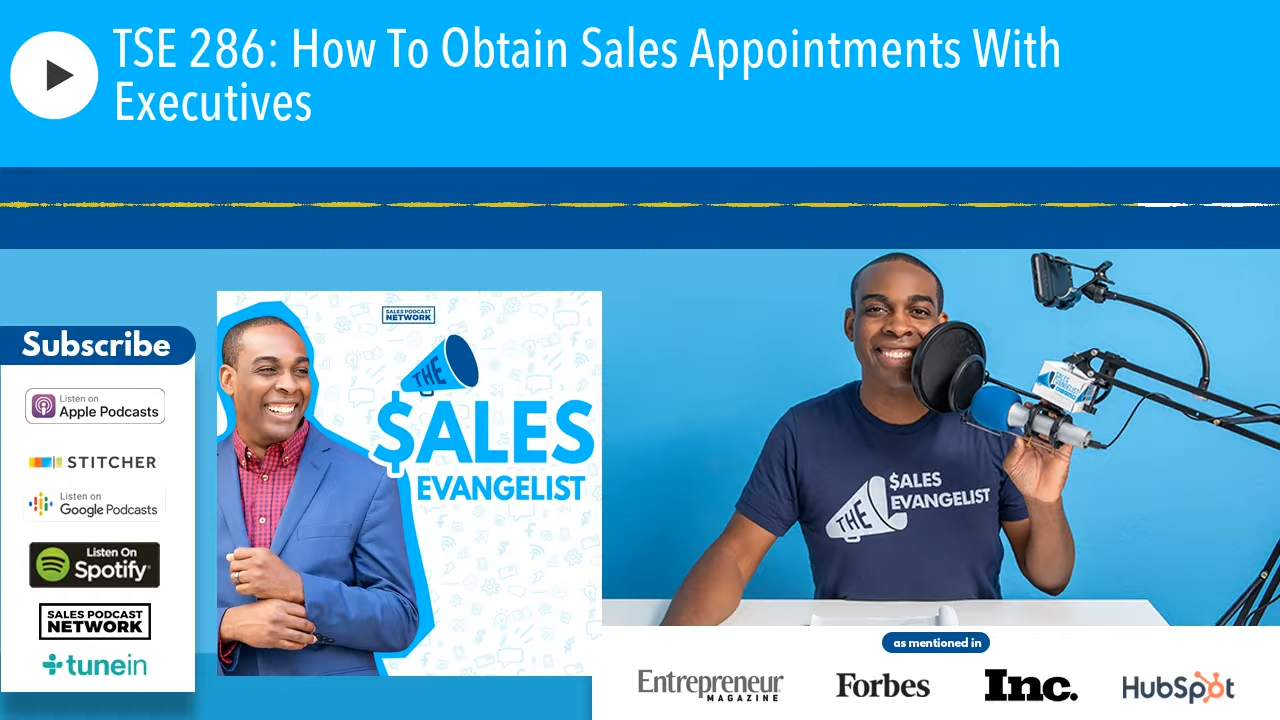 TSE 286: How To Obtain Sales Appointments With
Executives
Subscribe
Listen on
Apple Podcasts
STITCHER
Listen on
Google Podcasts
Listen On
Spotify
SALES PODCAST
NETWORK
tunein
SALES PODCAST
NETWORK
THE
$ALES
EVANGELIST
SALES
EVANGELIST
$ALES
EVANGELIST
THE
as mentioned in
Entrepreneur
MAGAZINE
Forbes
Inc.
HubSpot